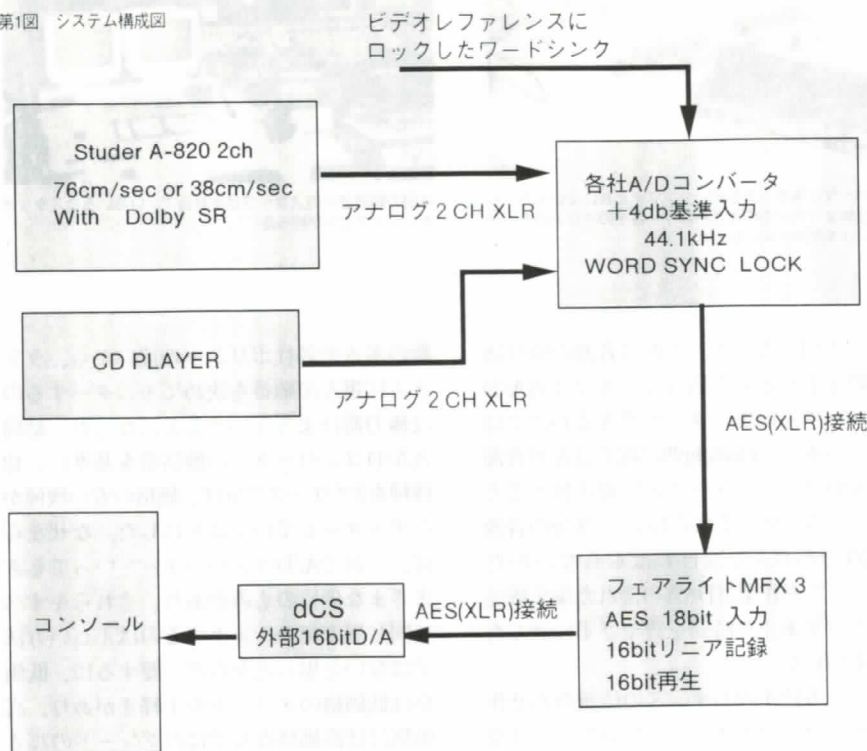 第1図 システム構成図
ビデオレファレンスに
ロックしたワードシンク
Studer A-820 2ch
76cm/sec or 38cm/sec
With Dolby SR
アナログ2 CH XLR
各社A/Dコンバータ
+4db基準入力
44.1kHz
WORD SYNC LOCK
CD PLAYER
アナログ2 CH XLR
AES(XLR)接続
フェアライトMFX 3
AES 18bit 入力
16bitリニア記録
16bit再生
AES(XLR)接続
dCS
外部16bitD/A
コンソール